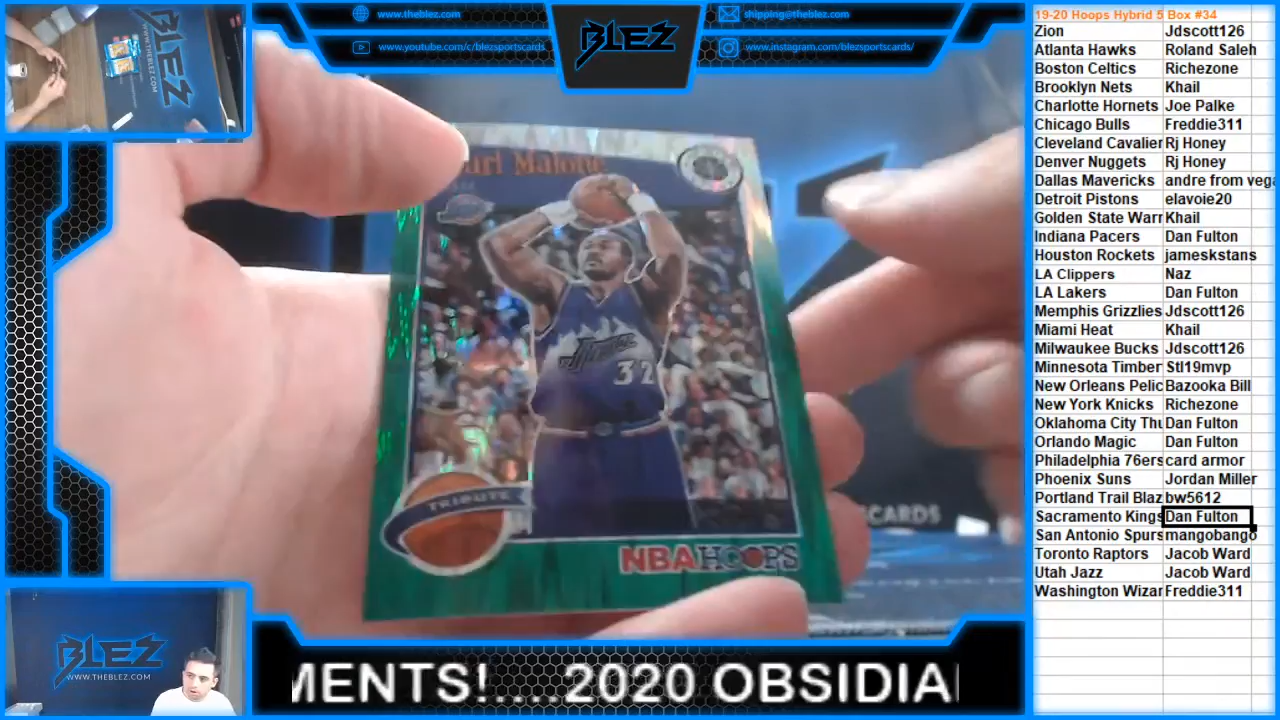 www.theblez.com
www.youtube.com/c/blezsportscards
BLEZ
shipping@theblez.com
www.instagram.com/blezsportscards/
WWW.THEBLEZ.COM
Malone
32
TRIBUTE
NBA HOOPS
CARDS
BLEZ
WWW.THEBLEZ.COM
MENTS!....2020 OBSIDIA
19-20 Hoops Hybrid 5 Box #34
Zion Jdscott126
Atlanta Hawks Roland Saleh
Boston Celtics Richezone
Brooklyn Nets Khail
Charlotte Hornets Joe Palke
Chicago Bulls Freddie311
Cleveland Cavalier Rj Honey
Denver Nuggets Rj Honey
Dallas Mavericks andre from vega
Detroit Pistons elavoie20
Golden State Warr Khail
Indiana Pacers Dan Fulton
Houston Rockets jameskstans
LA Clippers Naz
LA Lakers Dan Fulton
Memphis Grizzlies Jdscott126
Miami Heat Khail
Milwaukee Bucks Jdscott126
Minnesota Timber Stl19mvp
New Orleans Pelic Bazooka Bill
New York Knicks Richezone
Oklahoma City Thu Dan Fulton
Orlando Magic Dan Fulton
Philadelphia 76ers card armor
Phoenix Suns Jordan Miller
Portland Trail Blaz bw5612
Sacramento Kings Dan Fulton
San Antonio Spurs mangobango
Toronto Raptors Jacob Ward
Utah Jazz Jacob Ward
Washington Wizar Freddie311